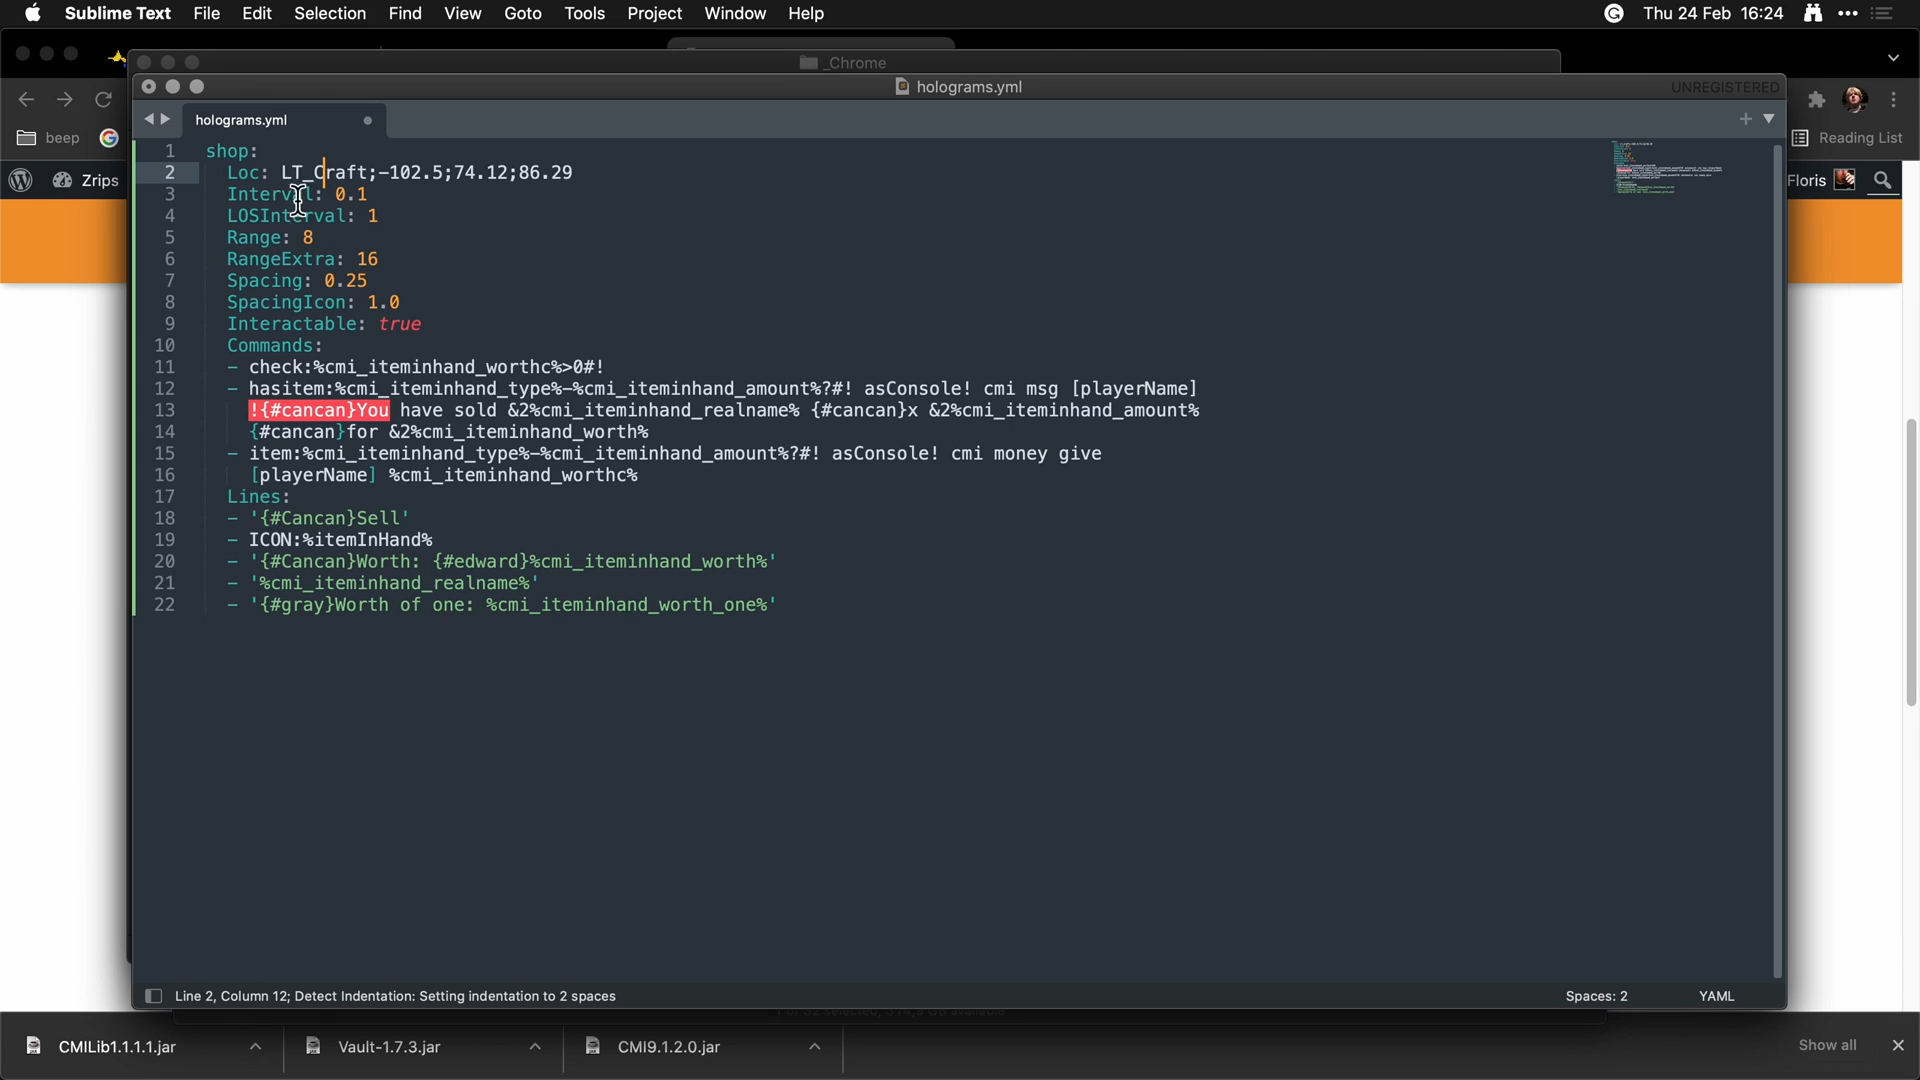 Sublime Text File Edit Selection Find View Goto Tools Project Window Help
Thu 24 Feb 16:24
_Chrome
holograms.yml
UNREGISTERED
holograms.yml
beep
Reading List
Zrips
Floris
1 shop:
2 Loc: LT_Craft;-102.5;74.12;86.29
3 Interval: 0.1
4 LOSInterval: 1
5 Range: 8
6 RangeExtra: 16
7 Spacing: 0.25
8 SpacingIcon: 1.0
9 Interactable: true
10 Commands:
11 - check:%cmi_iteminhand_worthc%>0#!
12 - hasitem:%cmi_iteminhand_type%-%cmi_iteminhand_amount%?#! asConsole! cmi msg [playerName]
13 !{#cancan}You have sold &2%cmi_iteminhand_realname% {#cancan}x &2%cmi_iteminhand_amount%
14 {#cancan}for &2%cmi_iteminhand_worth%
15 - item:%cmi_iteminhand_type%-%cmi_iteminhand_amount%?#! asConsole! cmi money give
16 [playerName] %cmi_iteminhand_worthc%
17 Lines:
18 - '{#Cancan}Sell'
19 - ICON:%itemInHand%
20 - '{#Cancan}Worth: {#edward}%cmi_iteminhand_worth%'
21 - '%cmi_iteminhand_realname%'
22 - '{#gray}Worth of one: %cmi_iteminhand_worth_one%'
Line 2, Column 12; Detect Indentation: Setting indentation to 2 spaces
Spaces: 2
YAML
CMILib1.1.1.1.jar
Vault-1.7.3.jar
CMI9.1.2.0.jar
Show all